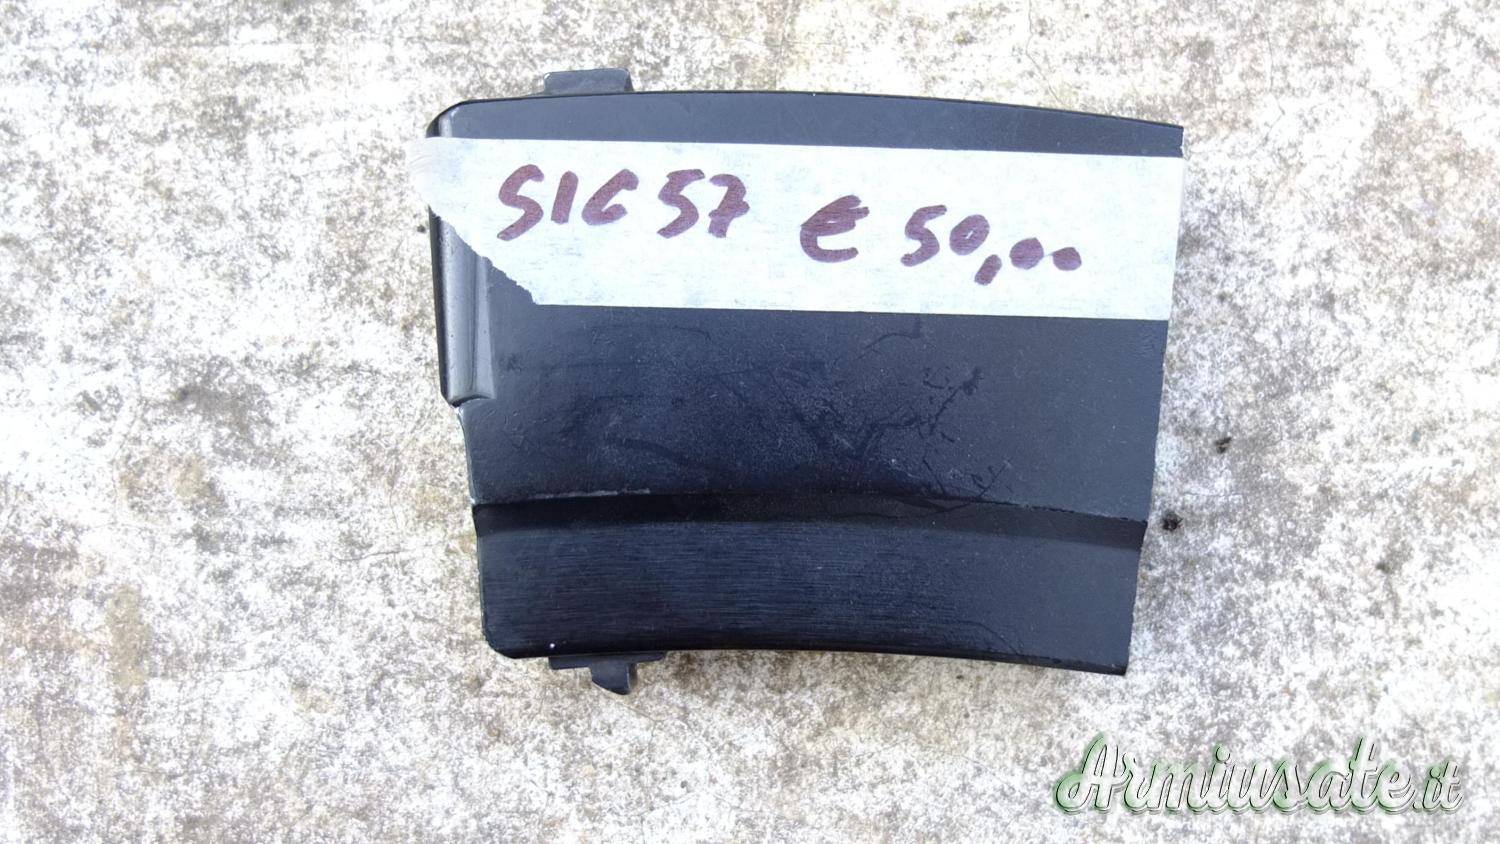 SIG 57 € 50,00
Armiusate.it